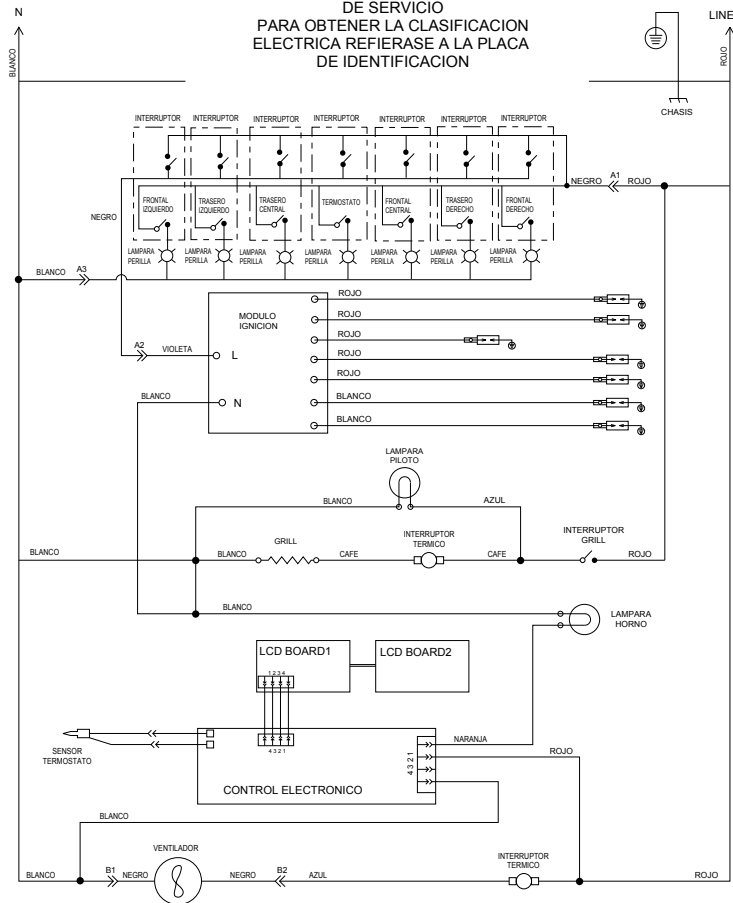 DE SERVICIO
PARA OBTENER LA CLASIFICACION
ELECTRICA REFIERASE A LA PLACA
DE IDENTIFICACION
N
LINE
BLANCO
ROJO
CHASIS
INTERRUPTOR INTERRUPTOR INTERRUPTOR INTERRUPTOR INTERRUPTOR INTERRUPTOR INTERRUPTOR
NEGRO A1 ROJO
FRONTAL IZQUIERDO
TRASERO IZQUIERDO
TRASERO CENTRAL
TERMOSTATO
FRONTAL CENTRAL
TRASERO DERECHO
FRONTAL DERECHO
NEGRO
LAMPARA PERILLA
LAMPARA PERILLA
LAMPARA PERILLA
LAMPARA PERILLA
LAMPARA PERILLA
LAMPARA PERILLA
LAMPARA PERILLA
BLANCO A3
MODULO
IGNICION
ROJO
ROJO
ROJO
A2 VIOLETA L
ROJO
ROJO
BLANCO N
BLANCO
BLANCO
LAMPARA
PILOTO
BLANCO AZUL
BLANCO BLANCO GRILL CAFE
INTERRUPTOR
TERMICO
CAFE
INTERRUPTOR
GRILL
ROJO
BLANCO
LAMPARA
HORNO
LCD BOARD1 LCD BOARD2
1 2 3 4
4 3 2 1
SENSOR
TERMOSTATO
CONTROL ELECTRONICO
4 3 2 1
NARANJA
ROJO
BLANCO
VENTILADOR
BLANCO B1 NEGRO NEGRO B2 AZUL
INTERRUPTOR
TERMICO
ROJO